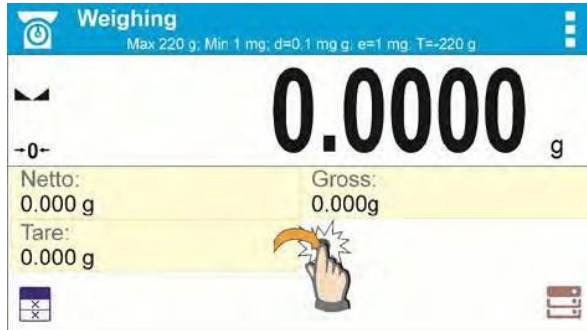 Weighing
Max 220 g; Min 1 mg; d=0.1 mg g; e=1 mg; T=-220 g
0.0000 g
→0←
Netto:
0.000 g
Gross:
0.000g
Tare:
0.000 g